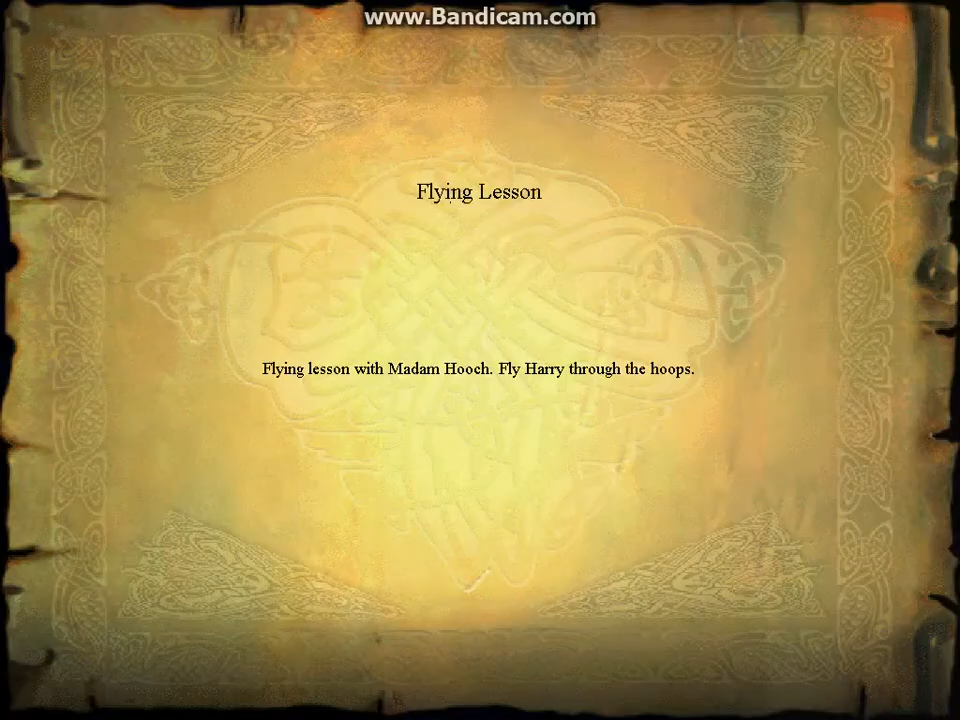 www.Bandicam.com
Flying Lesson
Flying lesson with Madam Hooch. Fly Harry through the hoops.